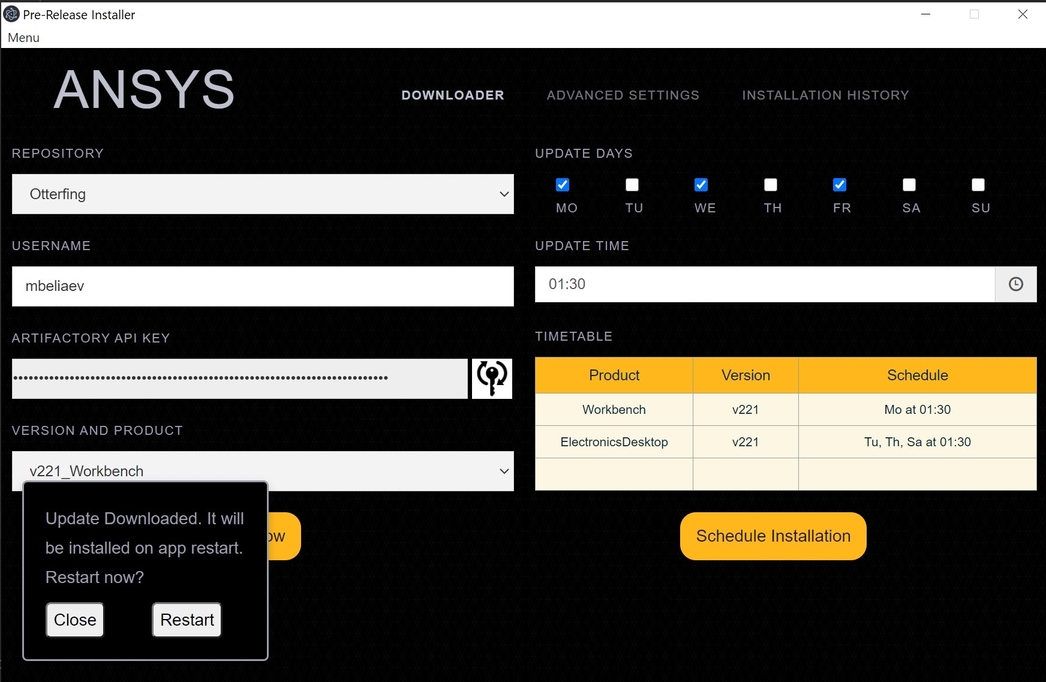 Pre-Release Installer
Menu
ANSYS
DOWNLOADER
ADVANCED SETTINGS
INSTALLATION HISTORY
REPOSITORY
Otterfing
USERNAME
mbeliaev
ARTIFACTORY API KEY
VERSION AND PRODUCT
v221_Workbench
Update Downloaded. It will
be installed on app restart.
Restart now?
Close
Restart
UPDATE DAYS
MO TU WE TH FR SA SU
UPDATE TIME
01:30
TIMETABLE
Product Version Schedule
Workbench v221 Mo at 01:30
ElectronicsDesktop v221 Tu, Th, Sa at 01:30
Schedule Installation